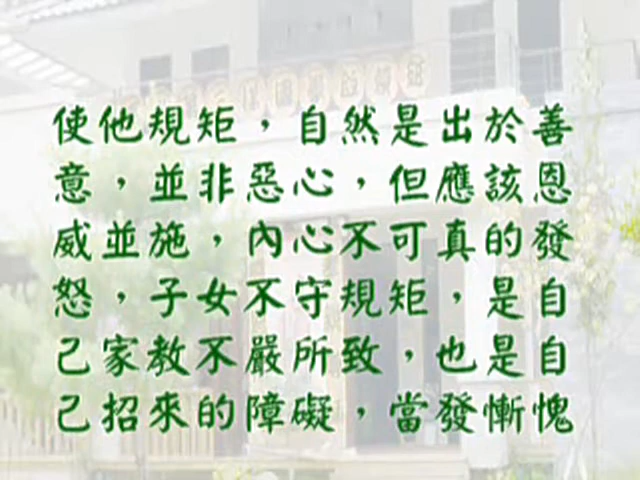 使他規矩，自然是出於善
意，並非惡心，但應該恩
威並施，內心不可真的發
怒，子女不守規矩，是自
己家教不嚴所致，也是自
己招來的障礙，當發慚愧